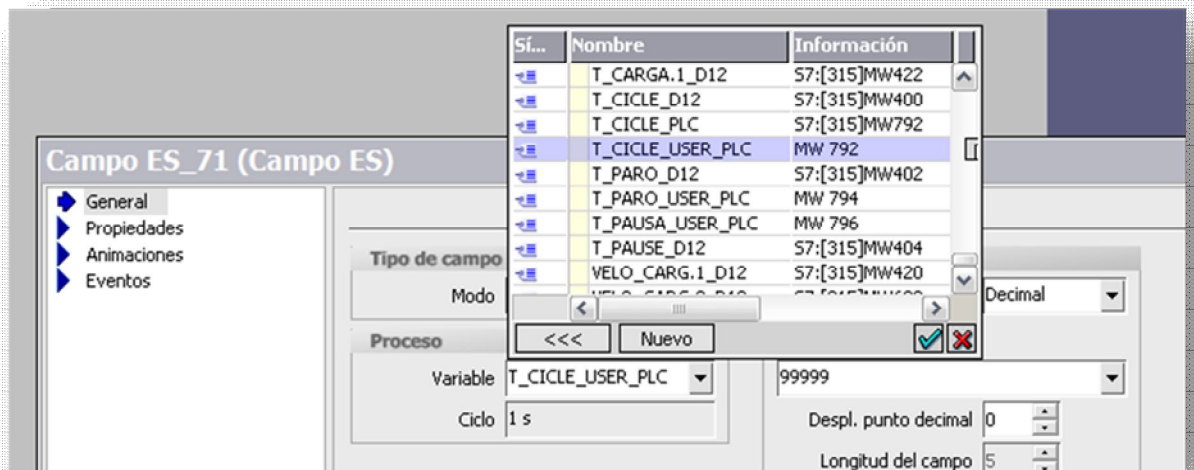 Sí... Nombre Información
T_CARGA.1_D12 S7:[315]MW422
T_CICLE_D12 S7:[315]MW400
T_CICLE_PLC S7:[315]MW792
T_CICLE_USER_PLC MW 792
T_PARO_D12 S7:[315]MW402
T_PARO_USER_PLC MW 794
T_PAUSA_USER_PLC MW 796
T_PAUSE_D12 S7:[315]MW404
VELO_CARG.1_D12 S7:[315]MW420
<<< Nuevo
Campo ES_71 (Campo ES)
General
Propiedades
Animaciones
Eventos
Tipo de campo
Modo
Decimal
Proceso
Variable T_CICLE_USER_PLC
99999
Ciclo 1 s
Despl. punto decimal 0
Longitud del campo 5